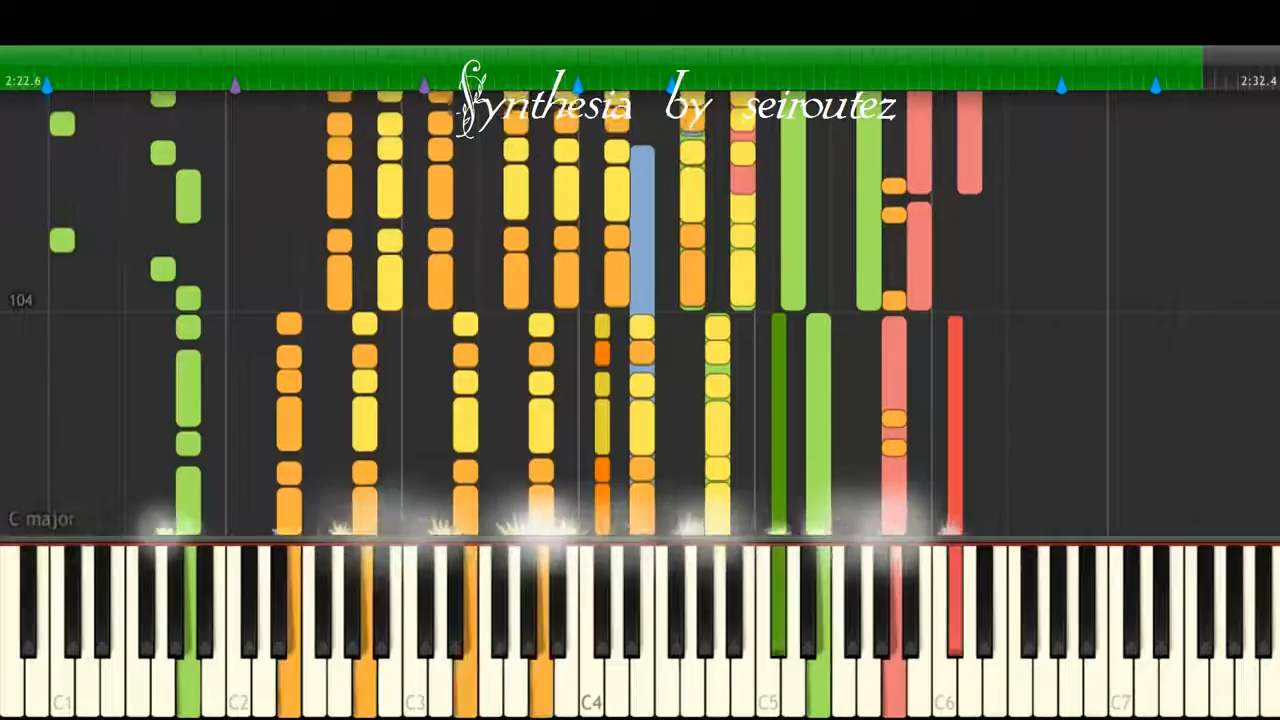 2:22.6
2:32.4
Synthesia by seiroutez
104
C major
C1 C2 C3 C4 C5 C6 C7